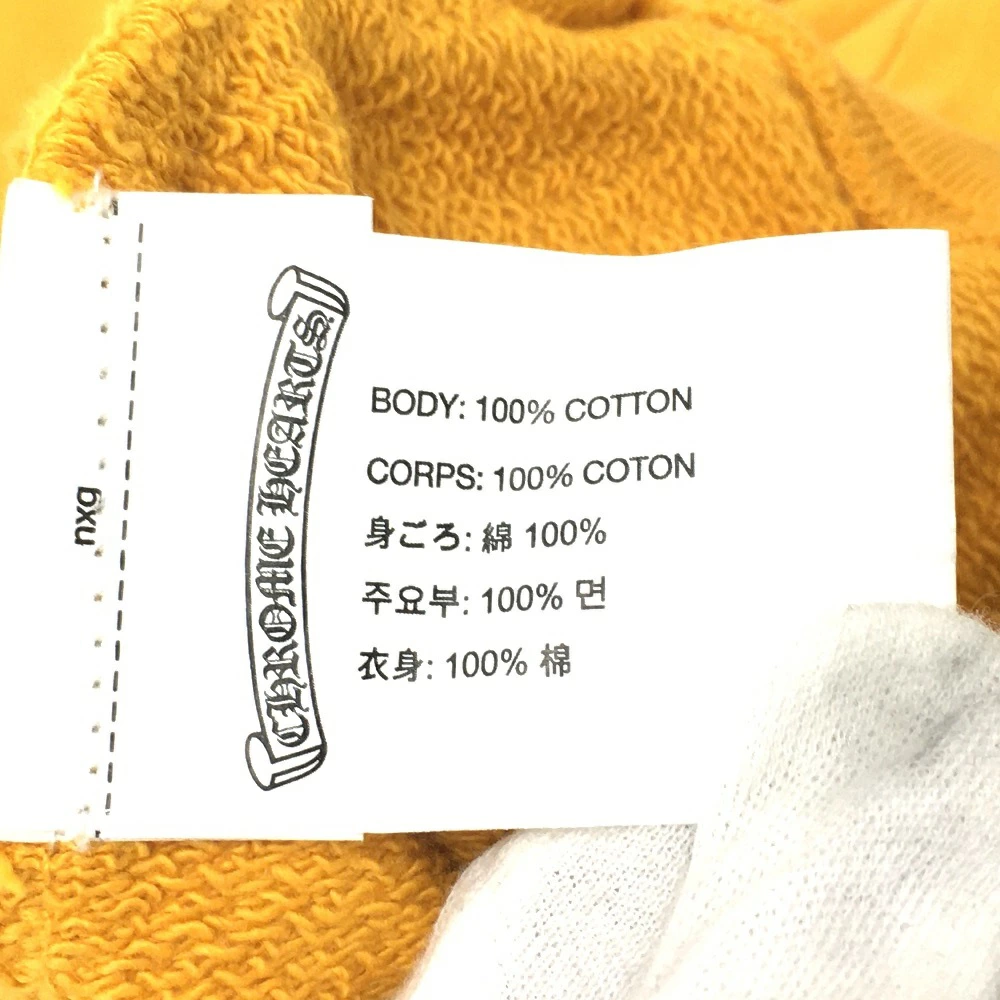 nxg
CHROME HEARTS
BODY: 100% COTTON
CORPS: 100% COTON
身ごろ: 綿 100%
주요부: 100% 면
衣身: 100% 棉